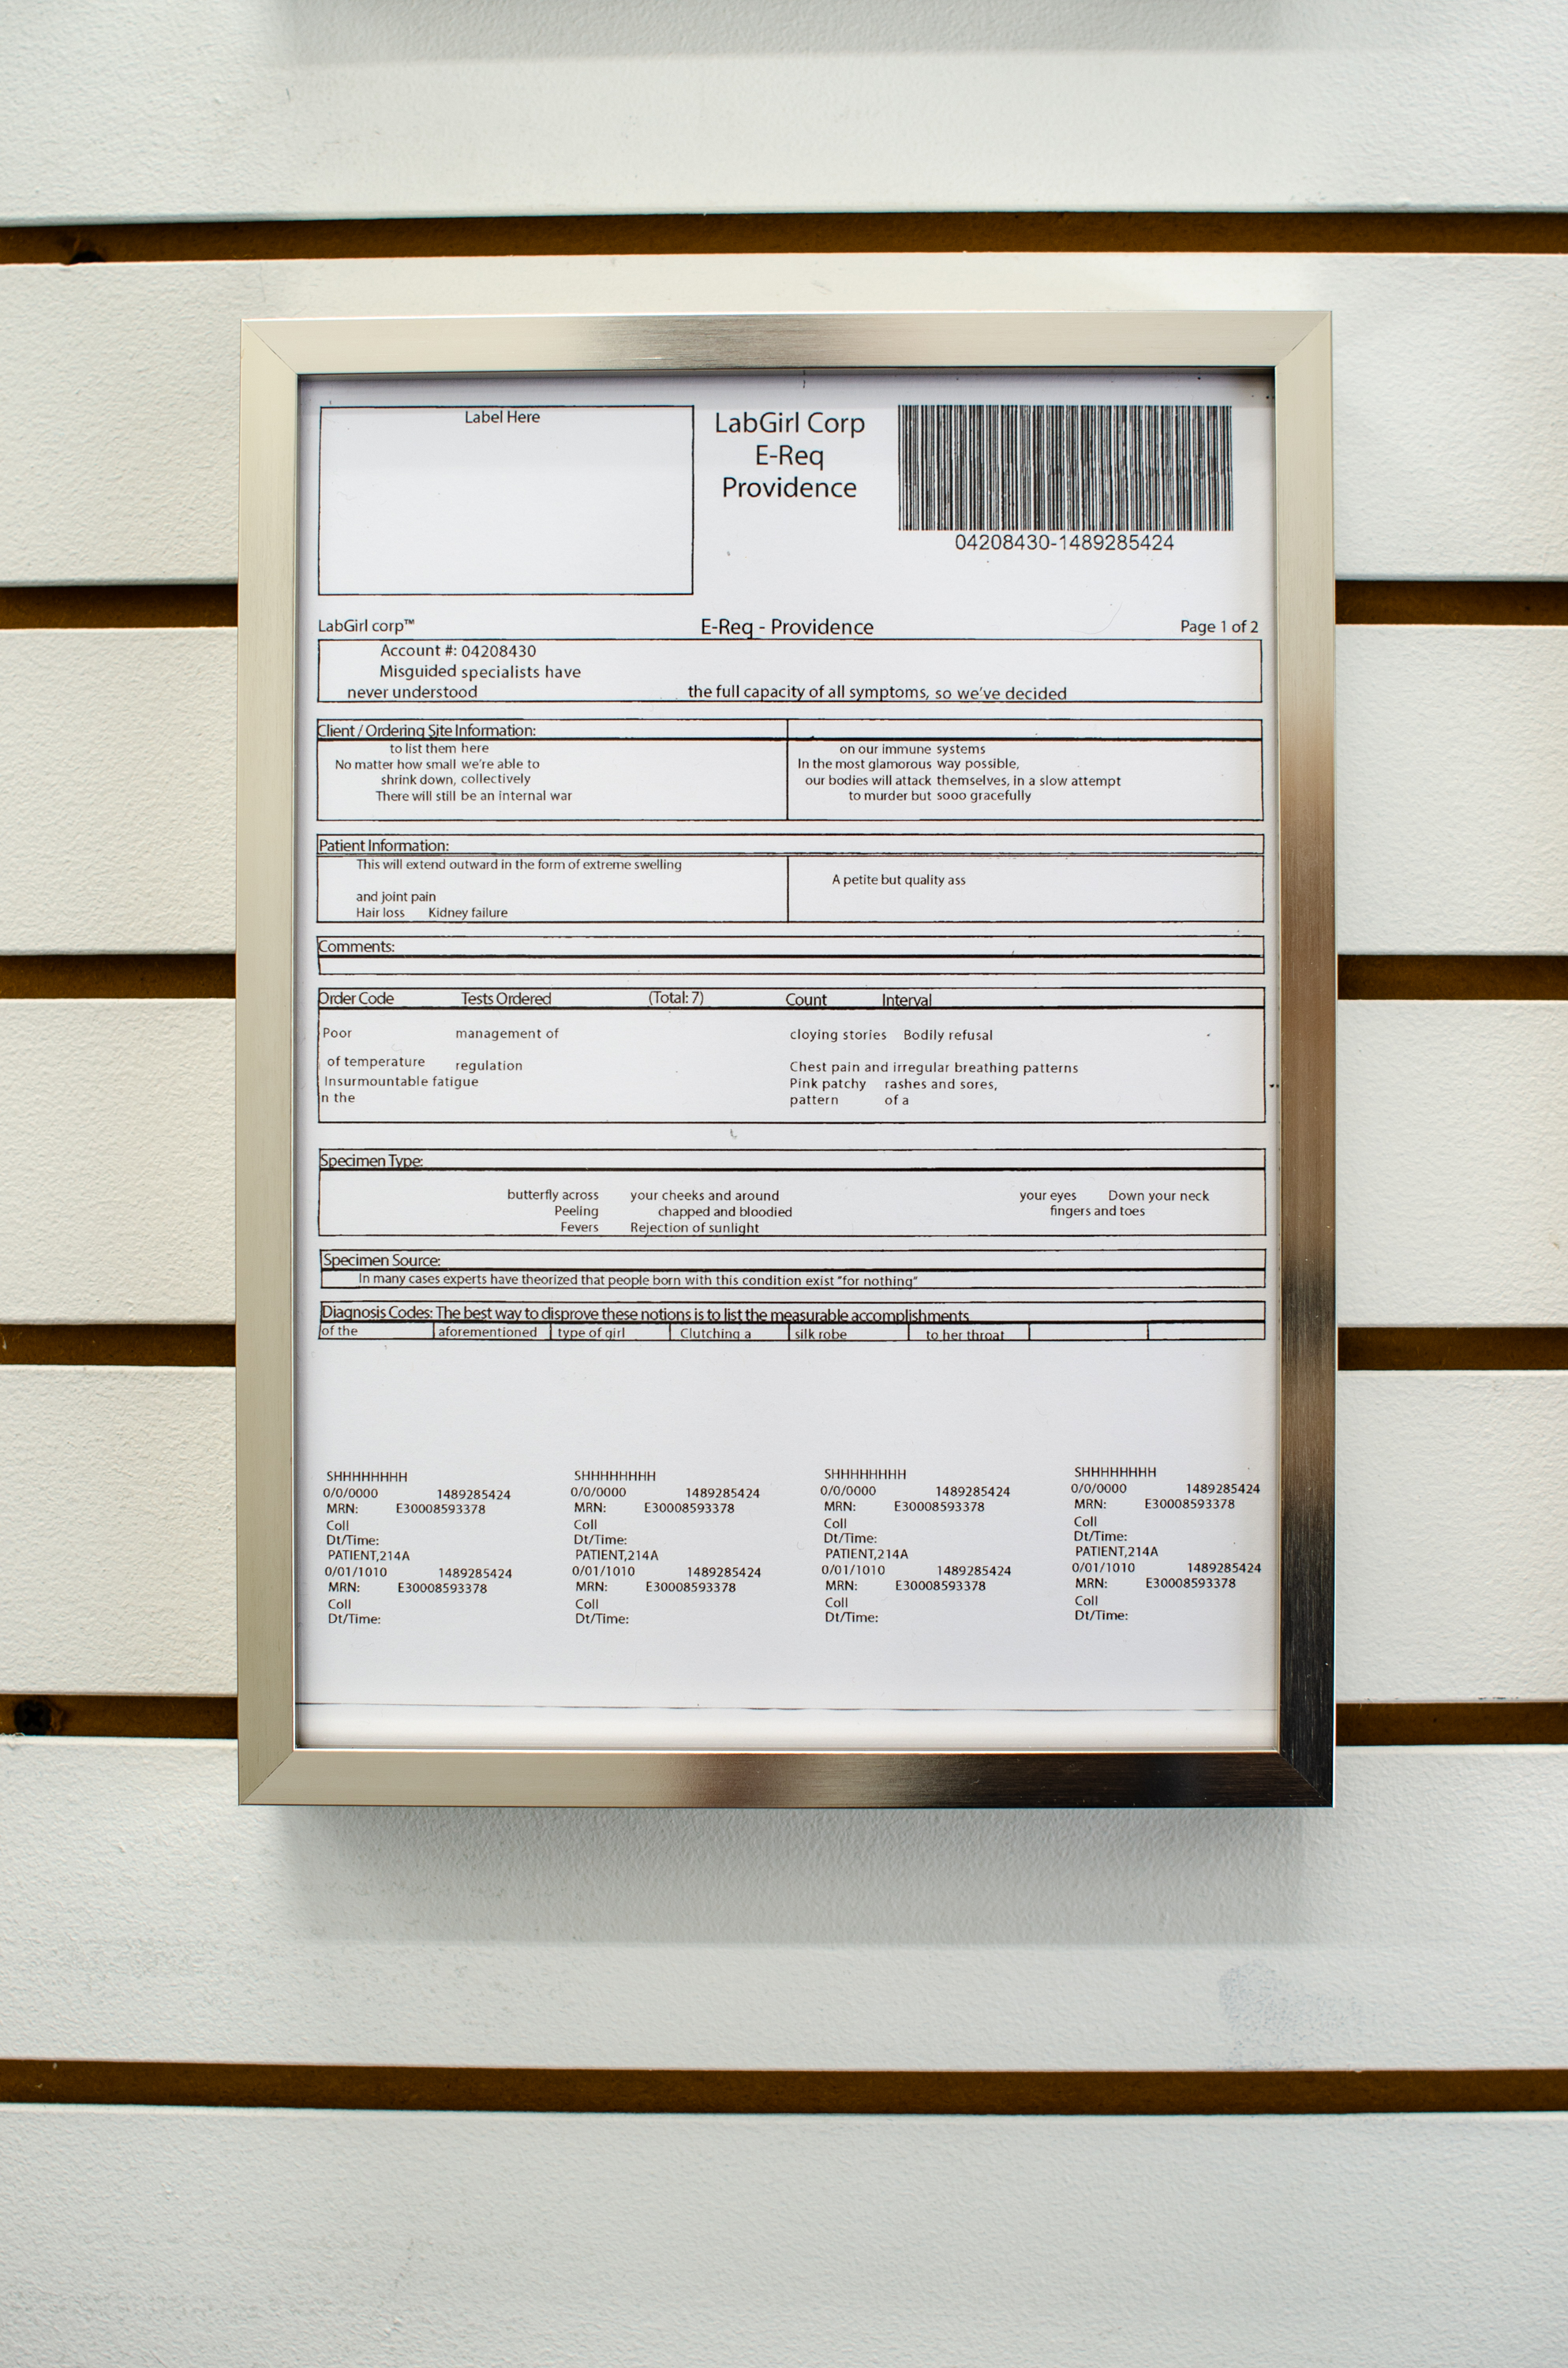 Label Here
LabGirl Corp
E-Req
Providence
04208430-1489285424
LabGirl corp™ E-Req - Providence Page 1 of 2
Account #: 04208430
Misguided specialists have
never understood the full capacity of all symptoms, so we've decided
Client / Ordering Site Information:
to list them here
No matter how small we're able to
shrink down, collectively
There will still be an internal war
on our immune systems
In the most glamorous way possible,
our bodies will attack themselves, in a slow attempt
to murder but sooo gracefully
Patient Information:
This will extend outward in the form of extreme swelling
and joint pain
Hair loss Kidney failure
A petite but quality ass
Comments:
Order Code Tests Ordered (Total: 7) Count Interval
Poor management of cloying stories Bodily refusal
of temperature regulation Chest pain and irregular breathing patterns
Insurmountable fatigue Pink patchy rashes and sores,
n the pattern of a
Specimen Type:
butterfly across your cheeks and around your eyes Down your neck
Peeling chapped and bloodied fingers and toes
Fevers Rejection of sunlight
Specimen Source:
In many cases experts have theorized that people born with this condition exist "for nothing"
Diagnosis Codes: The best way to disprove these notions is to list the measurable accomplishments
of the aforementioned type of girl Clutching a silk robe to her throat
SHHHHHHHH SHHHHHHHH SHHHHHHHH SHHHHHHHH
0/0/0000 1489285424 0/0/0000 1489285424 0/0/0000 1489285424 0/0/0000 1489285424
MRN: E30008593378 MRN: E30008593378 MRN: E30008593378 MRN: E30008593378
Coll Coll Coll Coll
Dt/Time: Dt/Time: Dt/Time: Dt/Time:
PATIENT,214A PATIENT,214A PATIENT,214A PATIENT,214A
0/01/1010 1489285424 0/01/1010 1489285424 0/01/1010 1489285424 0/01/1010 1489285424
MRN: E30008593378 MRN: E30008593378 MRN: E30008593378 MRN: E30008593378
Coll Coll Coll Coll
Dt/Time: Dt/Time: Dt/Time: Dt/Time: